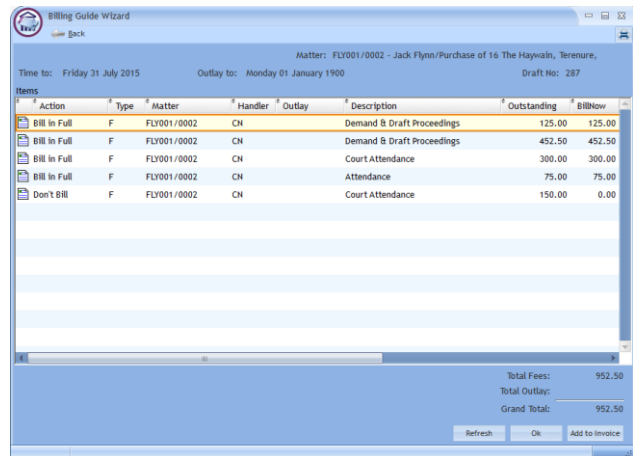 Billing Guide Wizard
Back
Matter: FLY001/0002 - Jack Flynn/Purchase of 16 The Haywain, Terenure,
Time to: Friday 31 July 2015 Outlay to: Monday 01 January 1900 Draft No: 287
Items
Action Type Matter Handler Outlay Description Outstanding BillNow
Bill in Full F FLY001/0002 CN Demand & Draft Proceedings 125.00 125.00
Bill in Full F FLY001/0002 CN Demand & Draft Proceedings 452.50 452.50
Bill in Full F FLY001/0002 CN Court Attendance 300.00 300.00
Bill in Full F FLY001/0002 CN Attendance 75.00 75.00
Don't Bill F FLY001/0002 CN Court Attendance 150.00 0.00
Total Fees: 952.50
Total Outlay:
Grand Total: 952.50
Refresh Ok Add to Invoice